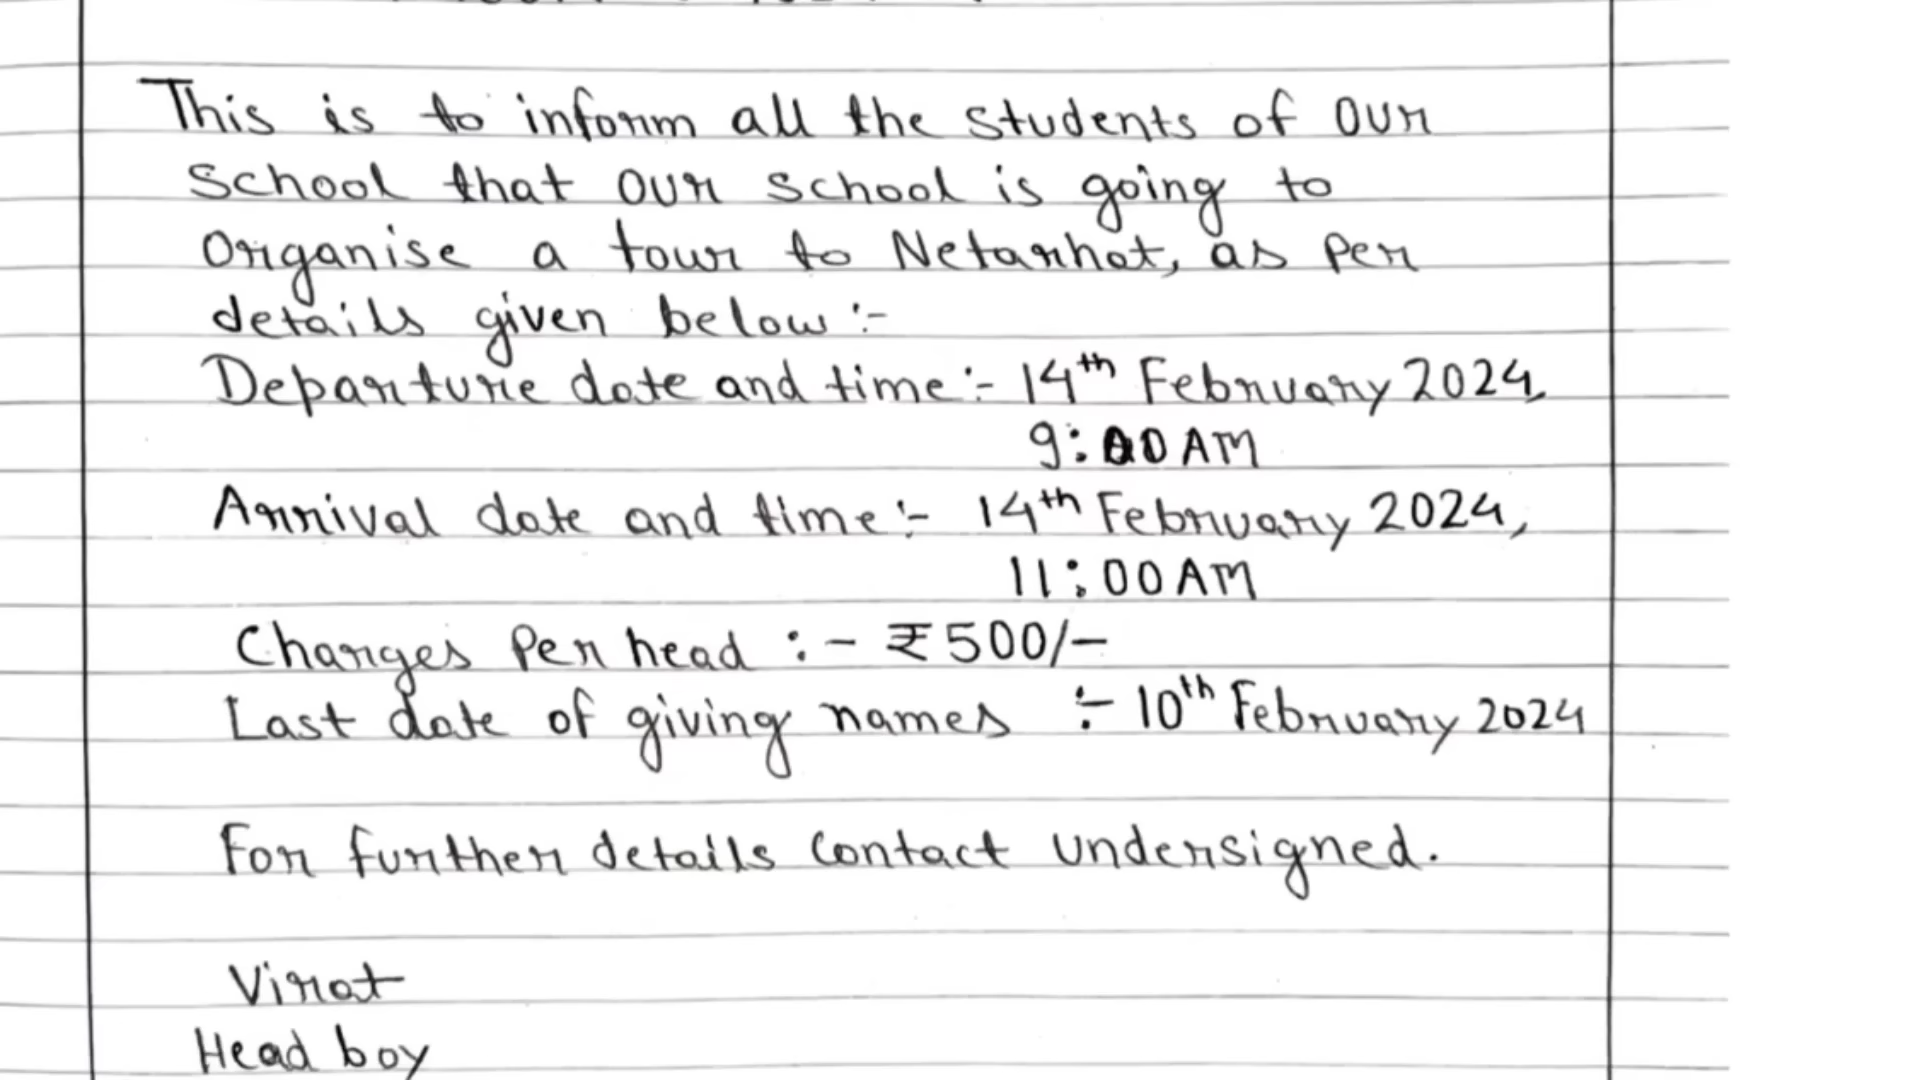 This is to inform all the students of our
School that our school is going to
Organise a tour to Netarhat, as per
details given below :-
Departure date and time :- 14th February 2024,
9:00 AM
Arrival date and time :- 14th February 2024,
11:00 AM
Charges Per head :- ₹500/-
Last date of giving names :- 10th February 2024
For further details Contact undersigned.
Virat
Head boy